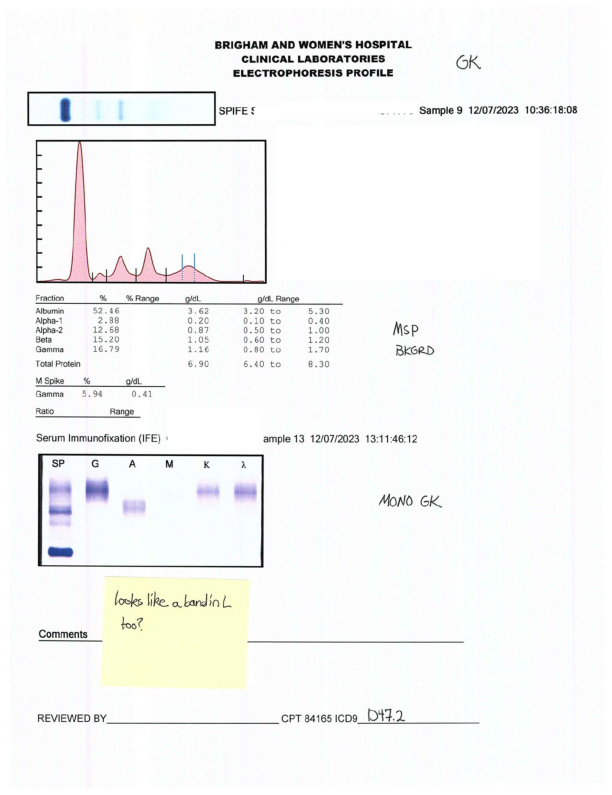 BRIGHAM AND WOMEN'S HOSPITAL
CLINICAL LABORATORIES
ELECTROPHORESIS PROFILE
GK
SPIFE Sample 9 12/07/2023 10:36:18:08
Fraction % % Range g/dL g/dL Range
Albumin 52.46 3.62 3.20 to 5.30
Alpha-1 2.88 0.20 0.10 to 0.40
Alpha-2 12.68 0.87 0.50 to 1.00
Beta 15.20 1.05 0.60 to 1.20
Gamma 16.79 1.16 0.80 to 1.70
Total Protein 6.90 6.40 to 8.30
MSP
BKGRD
M Spike % g/dL
Gamma 5.94 0.41
Ratio Range
Serum Immunofixation (IFE) ample 13 12/07/2023 13:11:46:12
SP G A M K λ
MONO GK
looks like a band in L
too?
Comments
REVIEWED BY CPT 84165 ICD9 D47.2